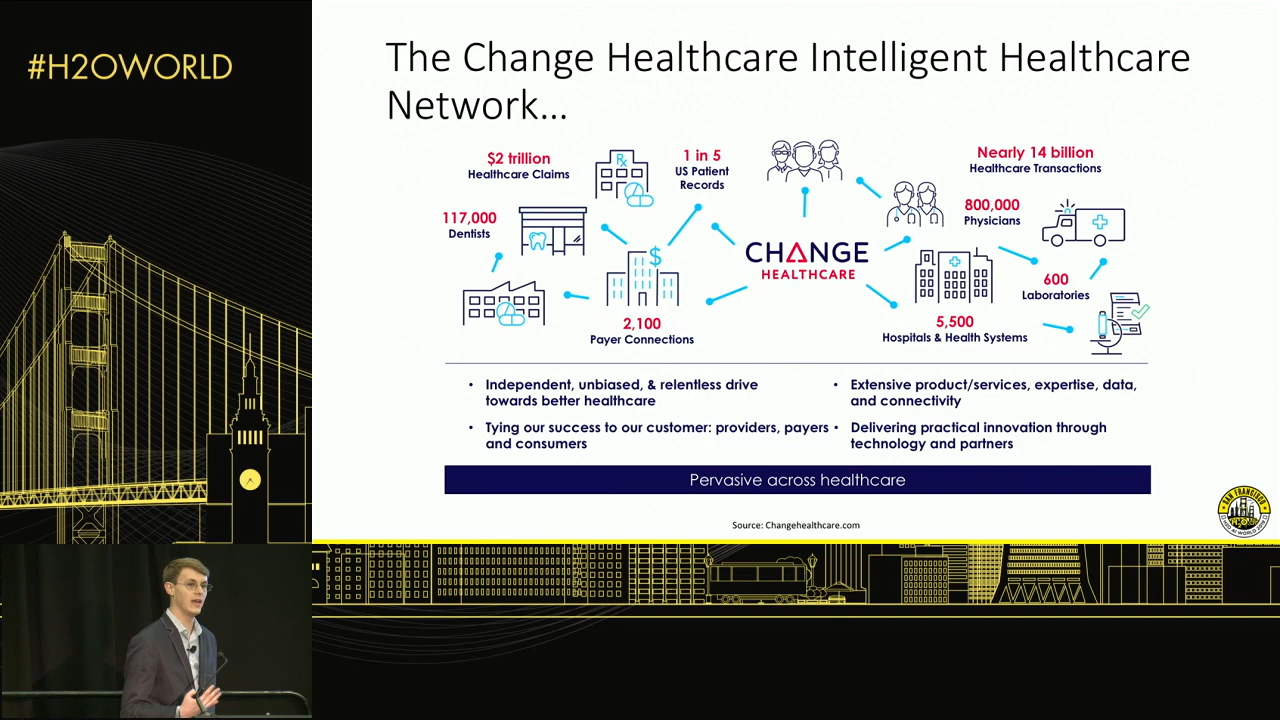 #H2OWORLD
The Change Healthcare Intelligent Healthcare
Network...
$2 trillion
Healthcare Claims
Rx
1 in 5
US Patient
Records
Nearly 14 billion
Healthcare Transactions
117,000
Dentists
$
CHANGE
HEALTHCARE
800,000
Physicians
600
Laboratories
2,100
Payer Connections
5,500
Hospitals & Health Systems
• Independent, unbiased, & relentless drive
towards better healthcare
• Tying our success to our customer: providers, payers
and consumers
• Extensive product/services, expertise, data,
and connectivity
• Delivering practical innovation through
technology and partners
Pervasive across healthcare
Source: Changehealthcare.com
SAN FRANCISCO